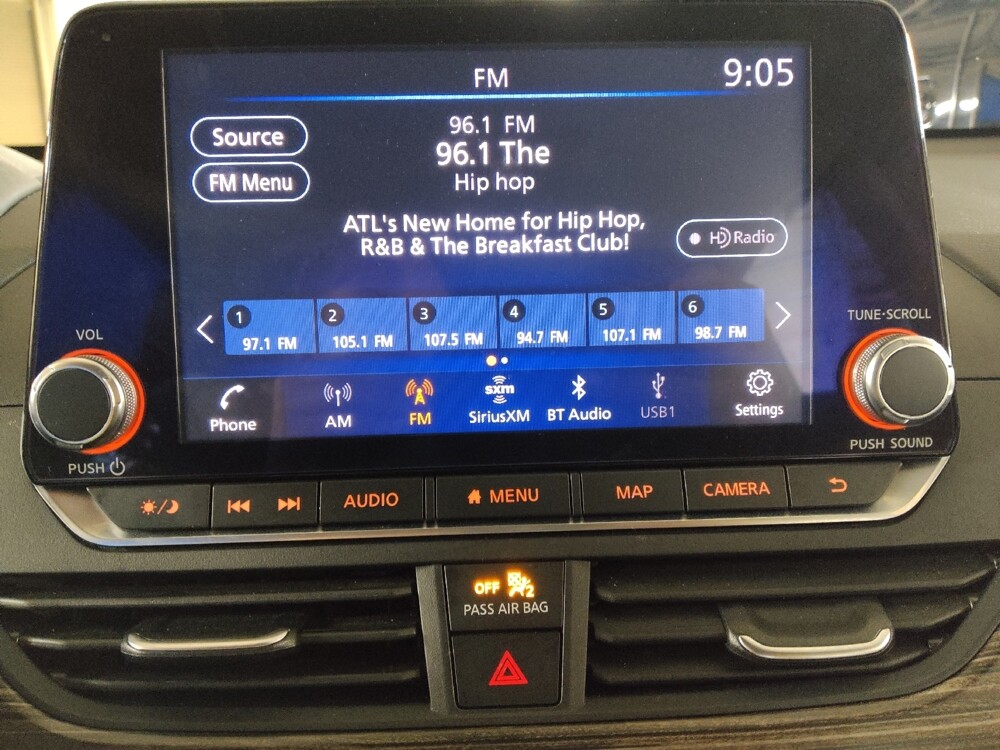 FM
9:05
Source
FM Menu
96.1 FM
96.1 The
Hip hop
ATL's New Home for Hip Hop,
R&B & The Breakfast Club!
HD Radio
1 2 3 4 5 6
97.1 FM 105.1 FM 107.5 FM 94.7 FM 107.1 FM 98.7 FM
Phone AM FM SiriusXM BT Audio USB1 Settings
sxm
VOL
PUSH
TUNE·SCROLL
PUSH SOUND
AUDIO MENU MAP CAMERA
OFF 2
PASS AIR BAG